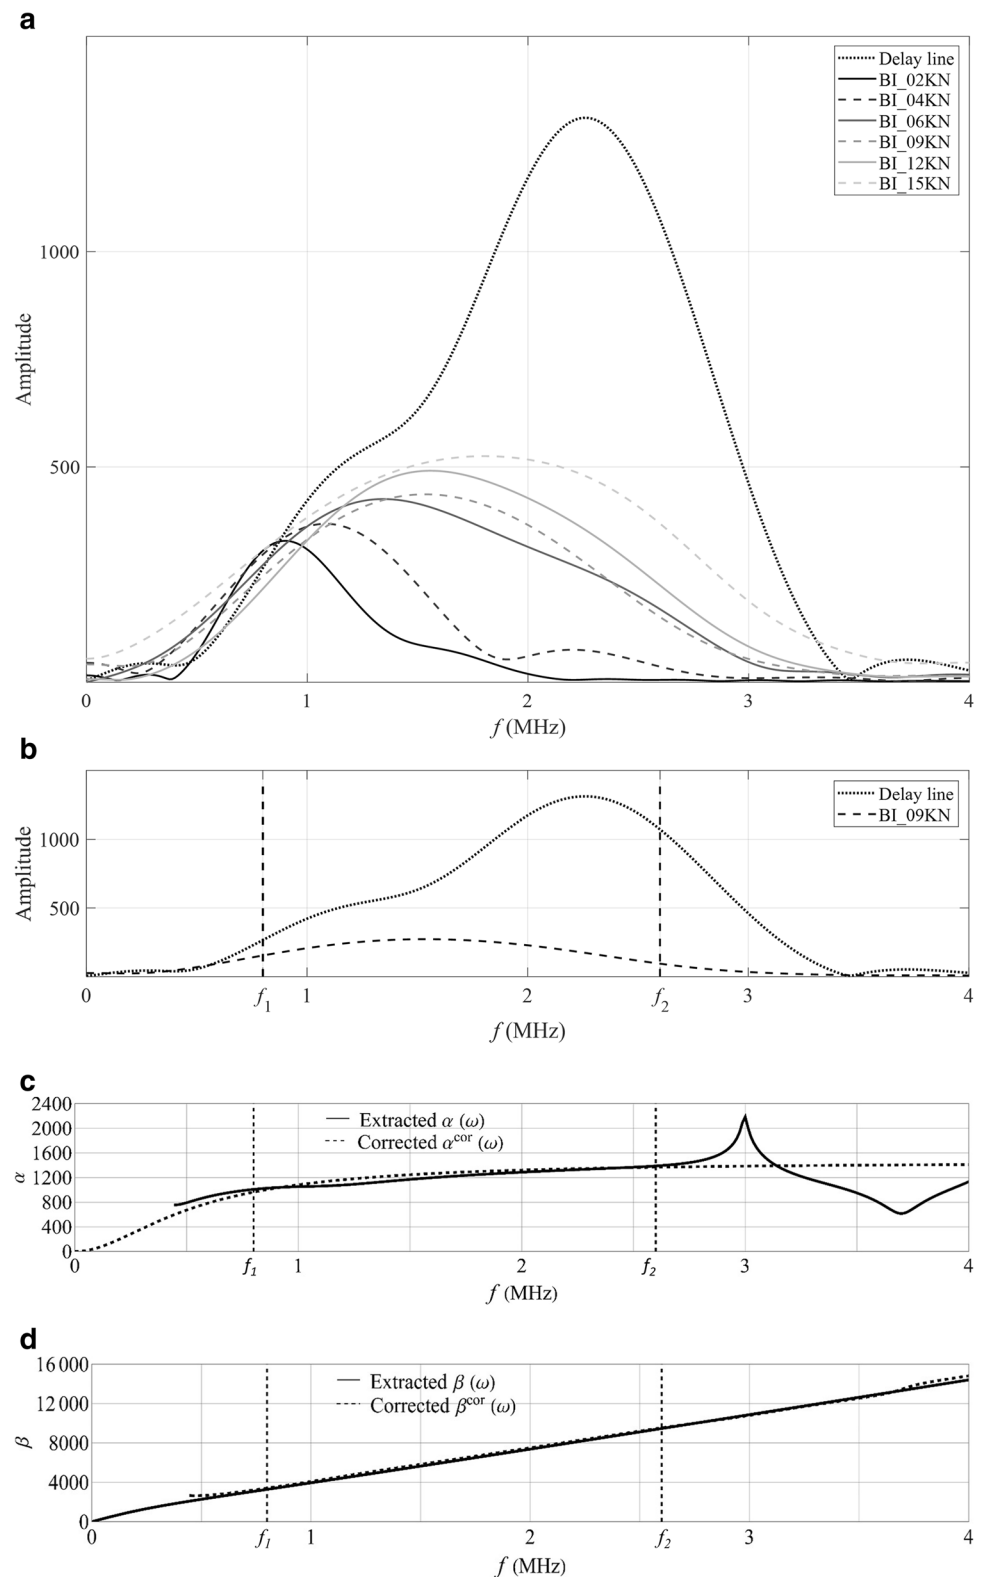 a
Delay line
BI_02KN
BI_04KN
BI_06KN
BI_09KN
BI_12KN
BI_15KN
1000
500
Amplitude
0 1 2 3 4
f (MHz)
b
Delay line
BI_09KN
1000
500
Amplitude
0 f1 1 2 f2 3 4
f (MHz)
c
2400
2000
1600
1200
800
400
0
α
Extracted α (ω)
Corrected α^cor (ω)
0 f1 1 2 f2 3 4
f (MHz)
d
16 000
12 000
8000
4000
0
β
Extracted β (ω)
Corrected β^cor (ω)
0 f1 1 2 f2 3 4
f (MHz)